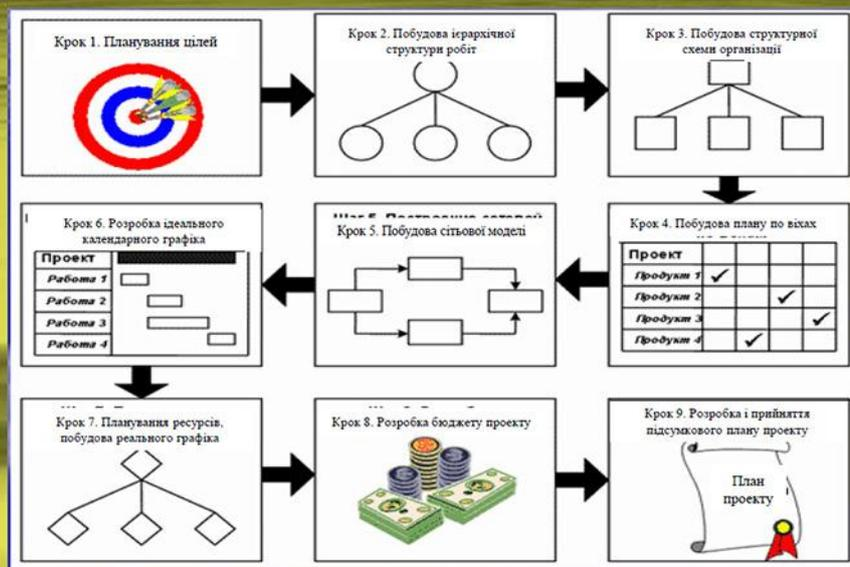 Крок 1. Планування цілей
Крок 2. Побудова ієрархічної
структури робіт
Крок 3. Побудова структурної
схеми організації
Крок 4. Побудова плану по віхах
Проект
Продукт 1
Продукт 2
Продукт 3
Продукт 4
Крок 5. Побудова сітьової моделі
Крок 6. Розробка ідеального
календарного графіка
Проект
Работа 1
Работа 2
Работа 3
Работа 4
Крок 7. Планування ресурсів,
побудова реального графіка
Крок 8. Розробка бюджету проекту
Крок 9. Розробка і прийняття
підсумкового плану проекту
План
проекту